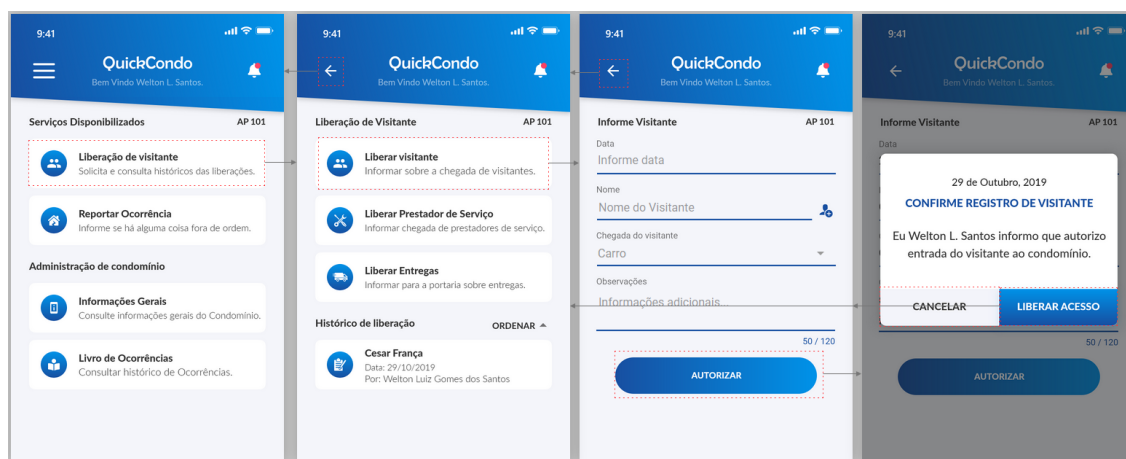 9:41
QuickCondo
Bem Vindo Welton L. Santos.
Serviços Disponibilizados AP 101
Liberação de visitante
Solicita e consulta históricos das liberações.
Reportar Ocorrência
Informe se há alguma coisa fora de ordem.
Administração de condomínio
Informações Gerais
Consulte informações gerais do Condomínio.
Livro de Ocorrências
Consultar histórico de Ocorrências.
9:41
QuickCondo
Bem Vindo Welton L. Santos.
Liberação de Visitante AP 101
Liberar visitante
Informar sobre a chegada de visitantes.
Liberar Prestador de Serviço
Informar chegada de prestadores de serviço.
Liberar Entregas
Informar para a portaria sobre entregas.
Histórico de liberação ORDENAR
Cesar França
Data: 29/10/2019
Por: Welton Luiz Gomes dos Santos
9:41
QuickCondo
Bem Vindo Welton L. Santos.
Informe Visitante AP 101
Data
Informe data
Nome
Nome do Visitante
Chegada do visitante
Carro
Observações
Informações adicionais
50 / 120
AUTORIZAR
9:41
QuickCondo
Bem Vindo Welton L. Santos.
Informe Visitante AP 101
Data
29 de Outubro, 2019
CONFIRME REGISTRO DE VISITANTE
Eu Welton L. Santos informo que autorizo
entrada do visitante ao condomínio.
CANCELAR LIBERAR ACESSO
50 / 120
AUTORIZAR